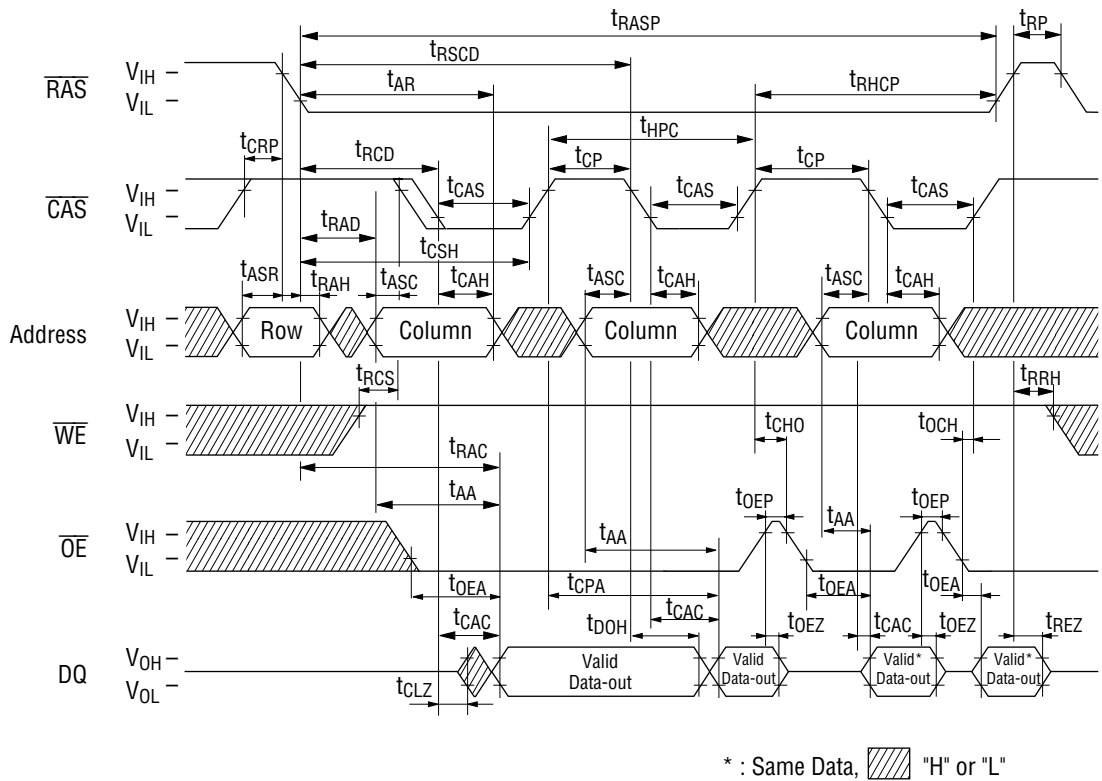 tRASP
tRP
tRSCD
tAR
tRHCP
RAS
VIH
VIL
tHPC
tCRP
tRCD
tCP
tCP
CAS
VIH
VIL
tCAS
tCAS
tCAS
tRAD
tCSH
tASR
tRAH
tASC
tCAH
tASC
tCAH
tASC
tCAH
Address
VIH
VIL
Row
Column
Column
Column
tRCS
tRRH
WE
VIH
VIL
tCHO
tOCH
tRAC
tAA
tOEP
tOEP
OE
VIH
VIL
tAA
tAA
tOEA
tCPA
tOEA
tOEA
tCAC
tCAC
tDOH
tOEZ
tCAC
tOEZ
tREZ
DQ
VOH
VOL
Valid
Data-out
Valid
Data-out
Valid*
Data-out
Valid*
Data-out
tCLZ
* : Same Data, "H" or "L"